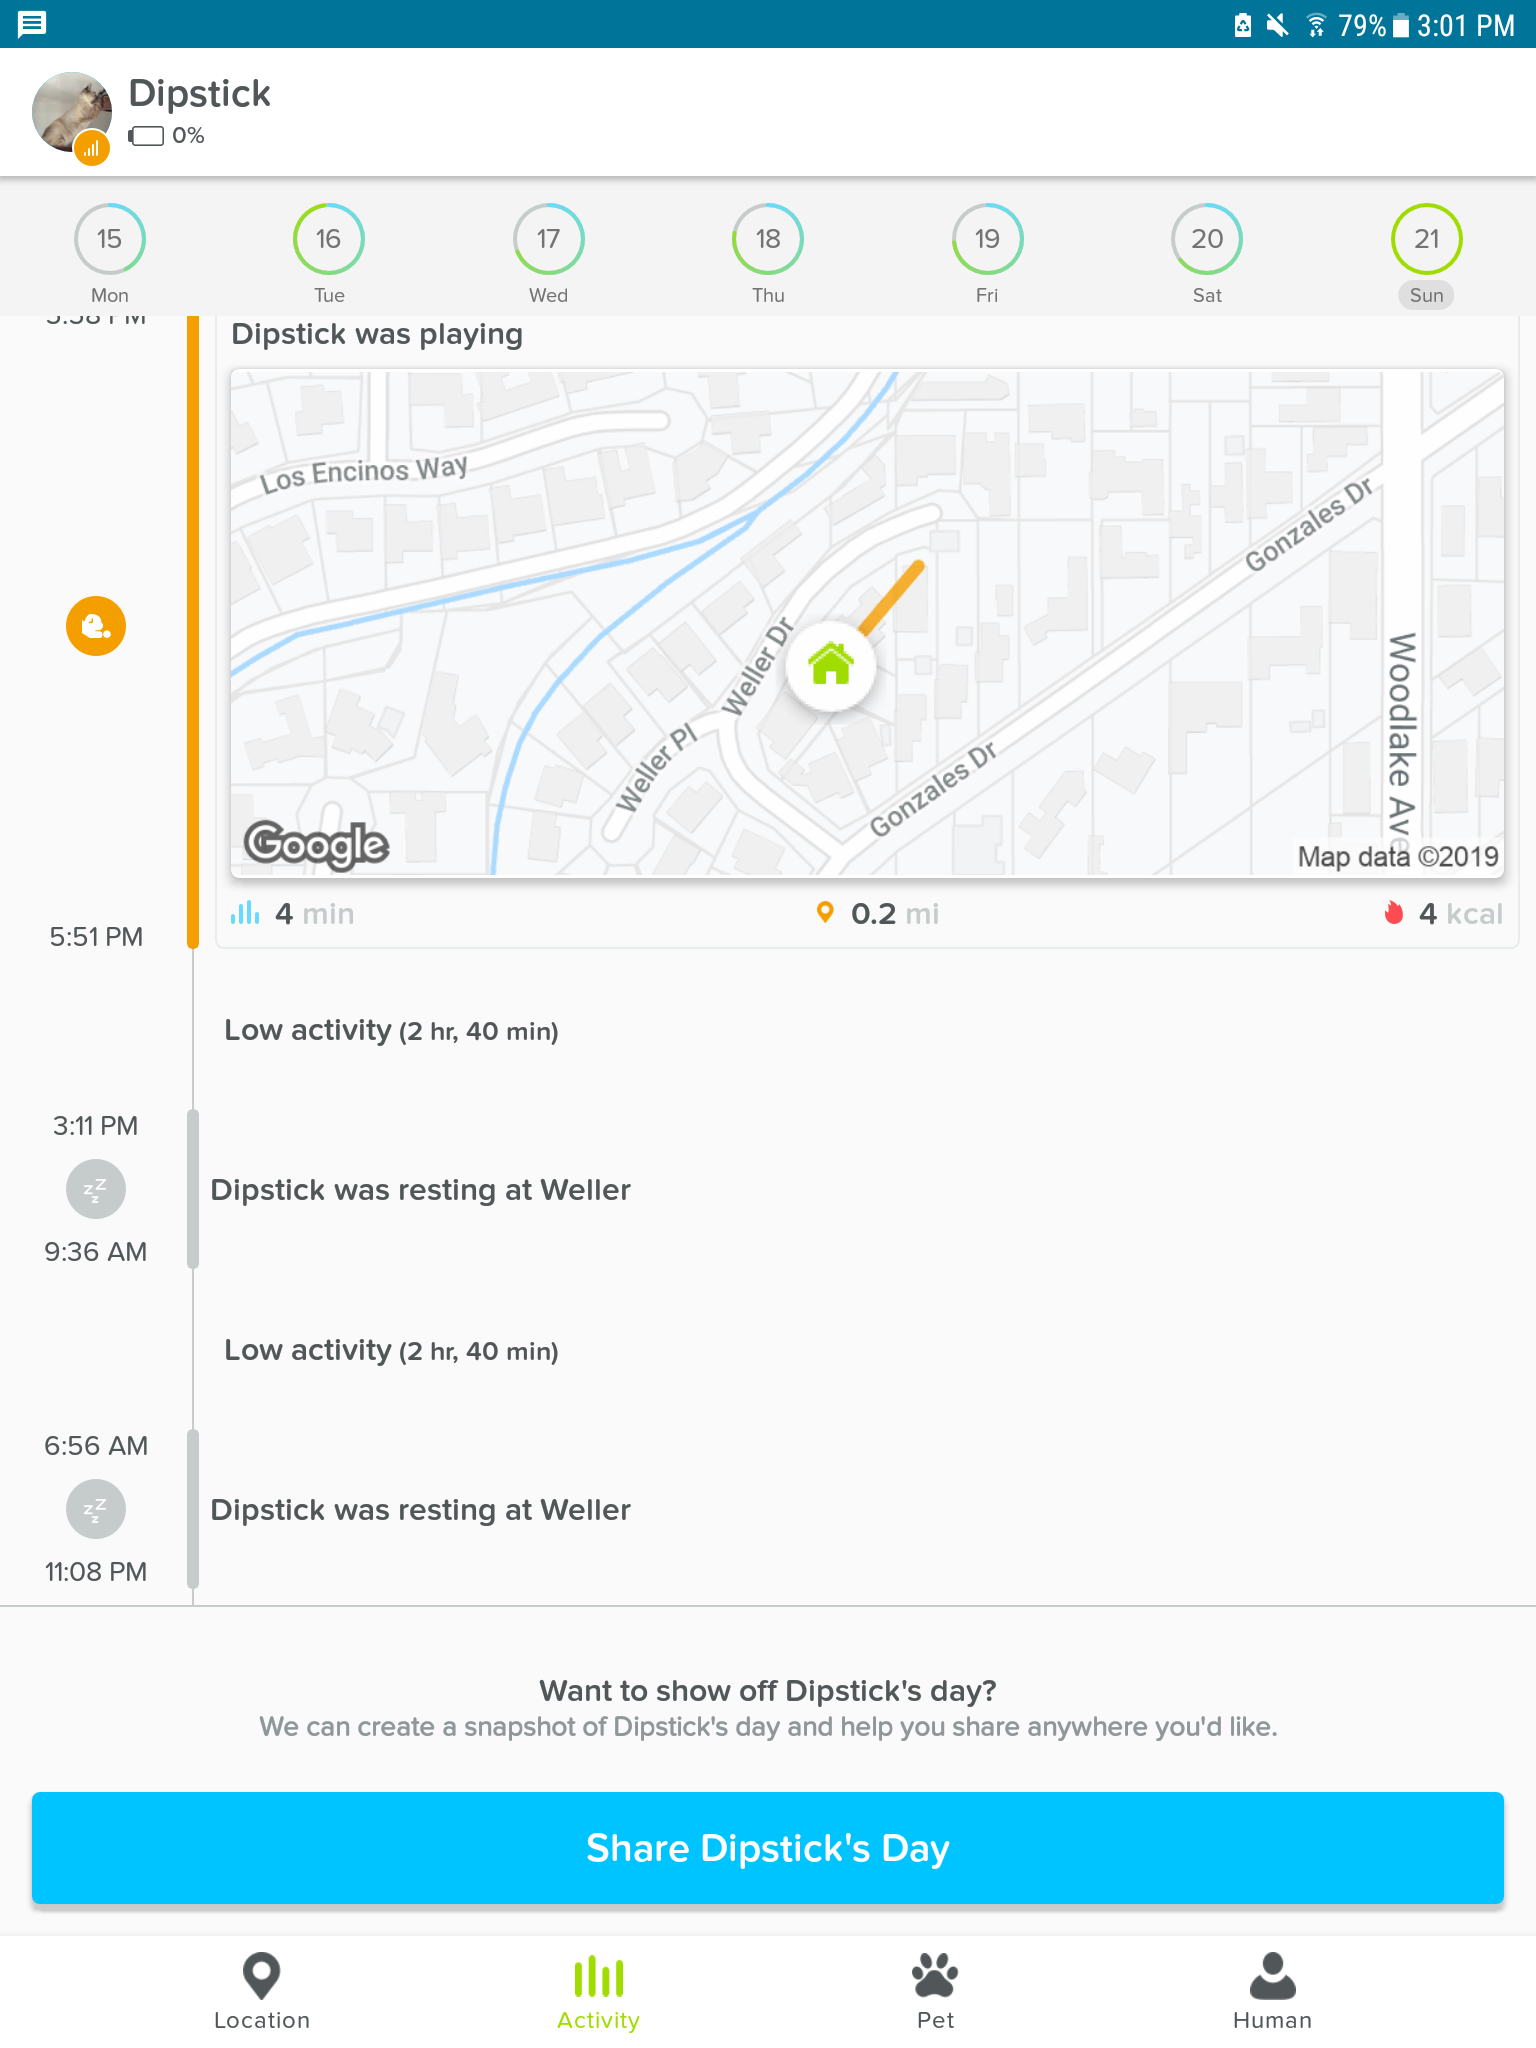 79% 3:01 PM
Dipstick
0%
15 16 17 18 19 20 21
Mon Tue Wed Thu Fri Sat Sun
Dipstick was playing
Los Encinos Way
Gonzales Dr
Weller Dr
Woodlake Ave
Weller Pl
Gonzales Dr
Google
Map data ©2019
4 min 0.2 mi 4 kcal
5:51 PM
Low activity (2 hr, 40 min)
3:11 PM
zzz
Dipstick was resting at Weller
9:36 AM
Low activity (2 hr, 40 min)
6:56 AM
zzz
Dipstick was resting at Weller
11:08 PM
Want to show off Dipstick's day?
We can create a snapshot of Dipstick's day and help you share anywhere you'd like.
Share Dipstick's Day
Location Activity Pet Human